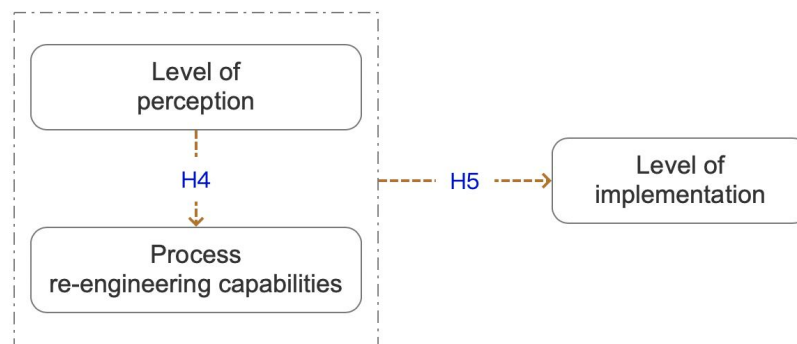 Level of
perception
H4
Process
re-engineering capabilities
H5
Level of
implementation